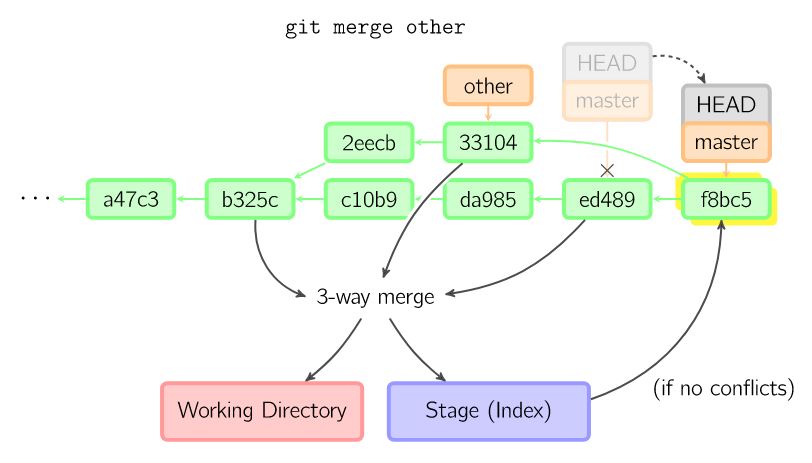 git merge other
HEAD
master
other
HEAD
master
2eecb
33104
... a47c3 b325c c10b9 da985 ed489 f8bc5
3-way merge
(if no conflicts)
Working Directory
Stage (Index)